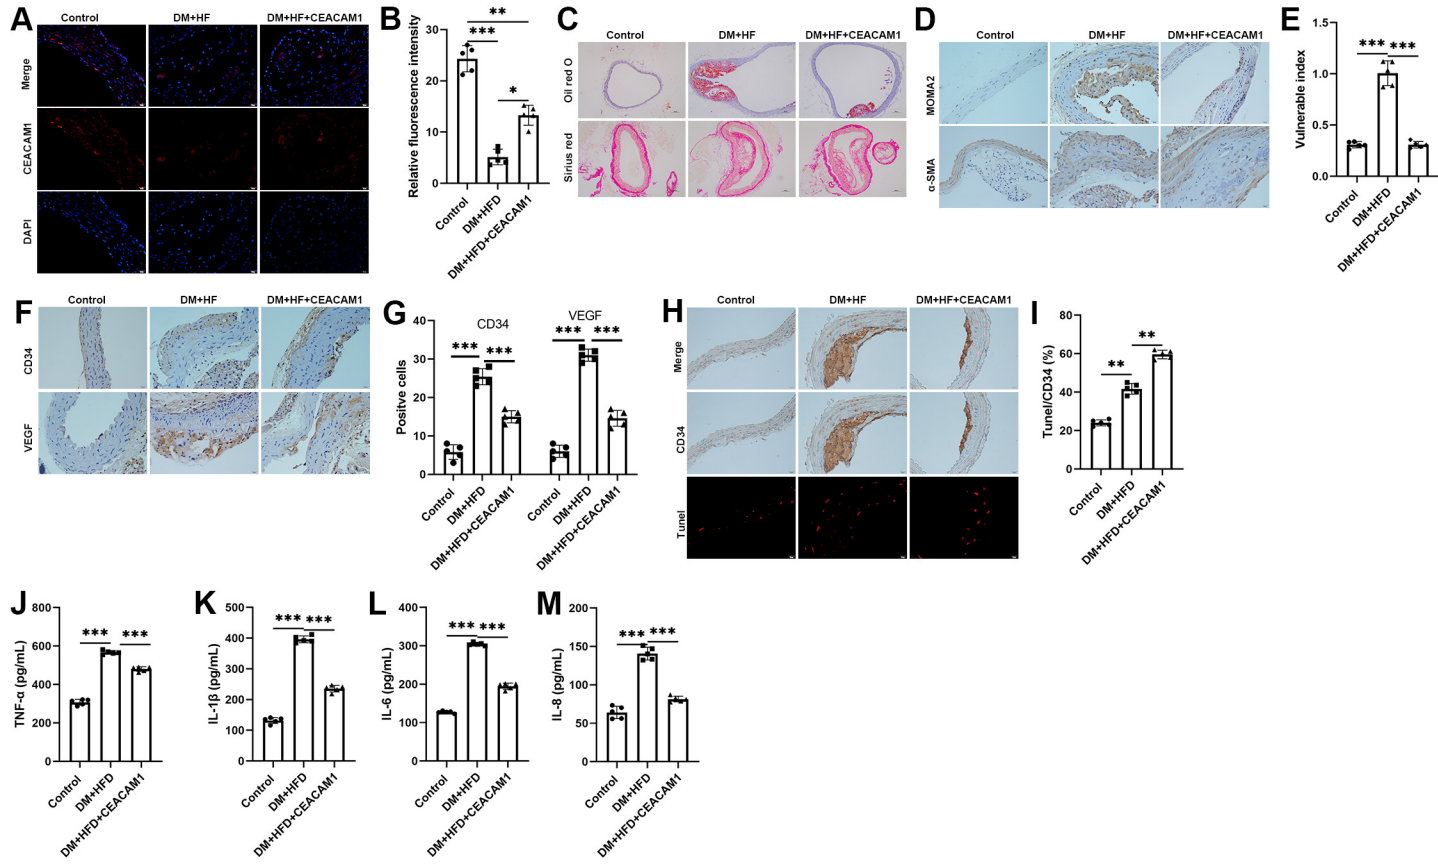 A
Control
DM+HF
DM+HF+CEACAM1
Merge
CEACAM1
DAPI
B
Relative fluorescence intensity
30
20
10
0
**
***
*
Control
DM+HFD
DM+HFD+CEACAM1
C
Control
DM+HF
DM+HF+CEACAM1
Oil red O
Sirius red
D
Control
DM+HF
DM+HF+CEACAM1
MOMA2
α-SMA
E
Vulnerable index
1.5
1.0
0.5
0.0
*** ***
Control
DM+HFD
DM+HFD+CEACAM1
F
Control
DM+HF
DM+HF+CEACAM1
CD34
VEGF
G
Positve cells
40
30
20
10
0
CD34
VEGF
*** ***
*** ***
Control
DM+HFD
DM+HFD+CEACAM1
Control
DM+HFD
DM+HFD+CEACAM1
H
Control
DM+HF
DM+HF+CEACAM1
Merge
CD34
Tunel
I
Tunel/CD34 (%)
80
60
40
20
0
** **
Control
DM+HFD
DM+HFD+CEACAM1
J
TNF-α (pg/mL)
800
600
400
200
0
*** ***
Control
DM+HFD
DM+HFD+CEACAM1
K
IL-1β (pg/mL)
500
400
300
200
100
0
*** ***
Control
DM+HFD
DM+HFD+CEACAM1
L
IL-6 (pg/mL)
400
300
200
100
0
*** ***
Control
DM+HFD
DM+HFD+CEACAM1
M
IL-8 (pg/mL)
200
150
100
50
0
*** ***
Control
DM+HFD
DM+HFD+CEACAM1